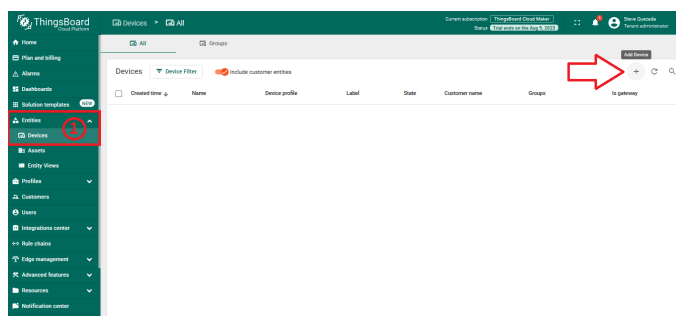 ThingsBoard
Cloud Platform
Devices > All
Current subscription ThingsBoard Cloud Maker
Status Trial ends on the Aug 6, 2023
Steve Quecada
Tenant administrator
Home
Plan and billing
Alarms
Dashboards
Solution templates NEW
Entities
Devices
Assets
Entity Views
Profiles
Customers
Users
Integrations center
Rule chains
Edge management
Advanced features
Resources
Notification center
1
All Groups
Add Device
Devices Device Filter Include customer entities
Created time Name Device profile Label State Customer name Groups Is gateway